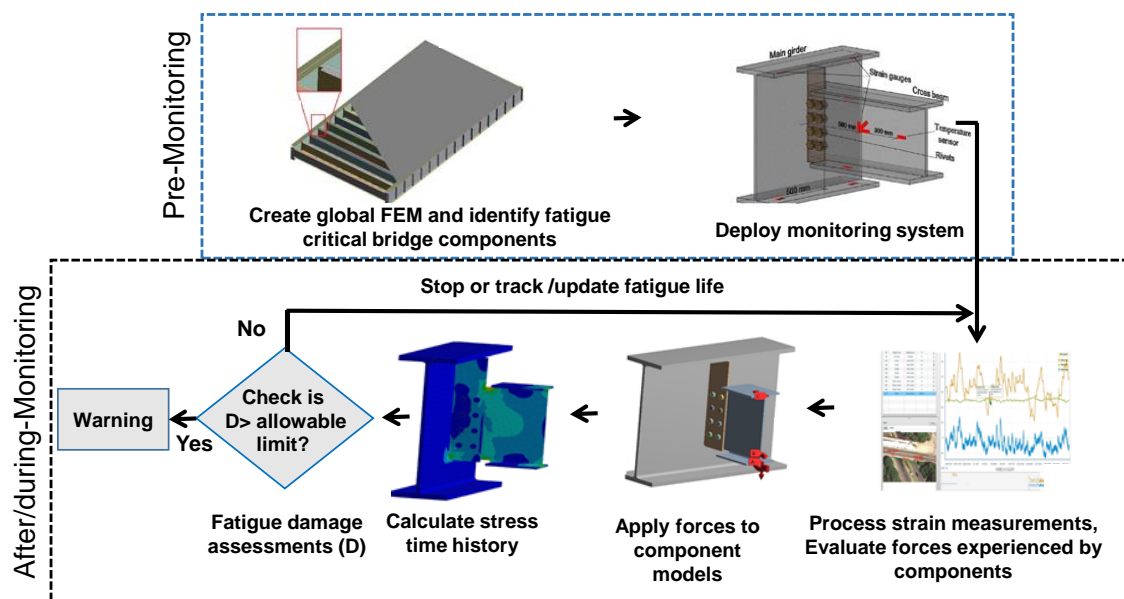 Pre-Monitoring
Main girder
Strain gauges
Cross beam
Temperature
sensor
Rivets
500 mm
Create global FEM and identify fatigue
critical bridge components
Deploy monitoring system
After/during-Monitoring
Stop or track /update fatigue life
No
Check is
D> allowable
limit?
Warning
Yes
Fatigue damage
assessments (D)
Calculate stress
time history
Apply forces to
component
models
Process strain measurements,
Evaluate forces experienced by
components